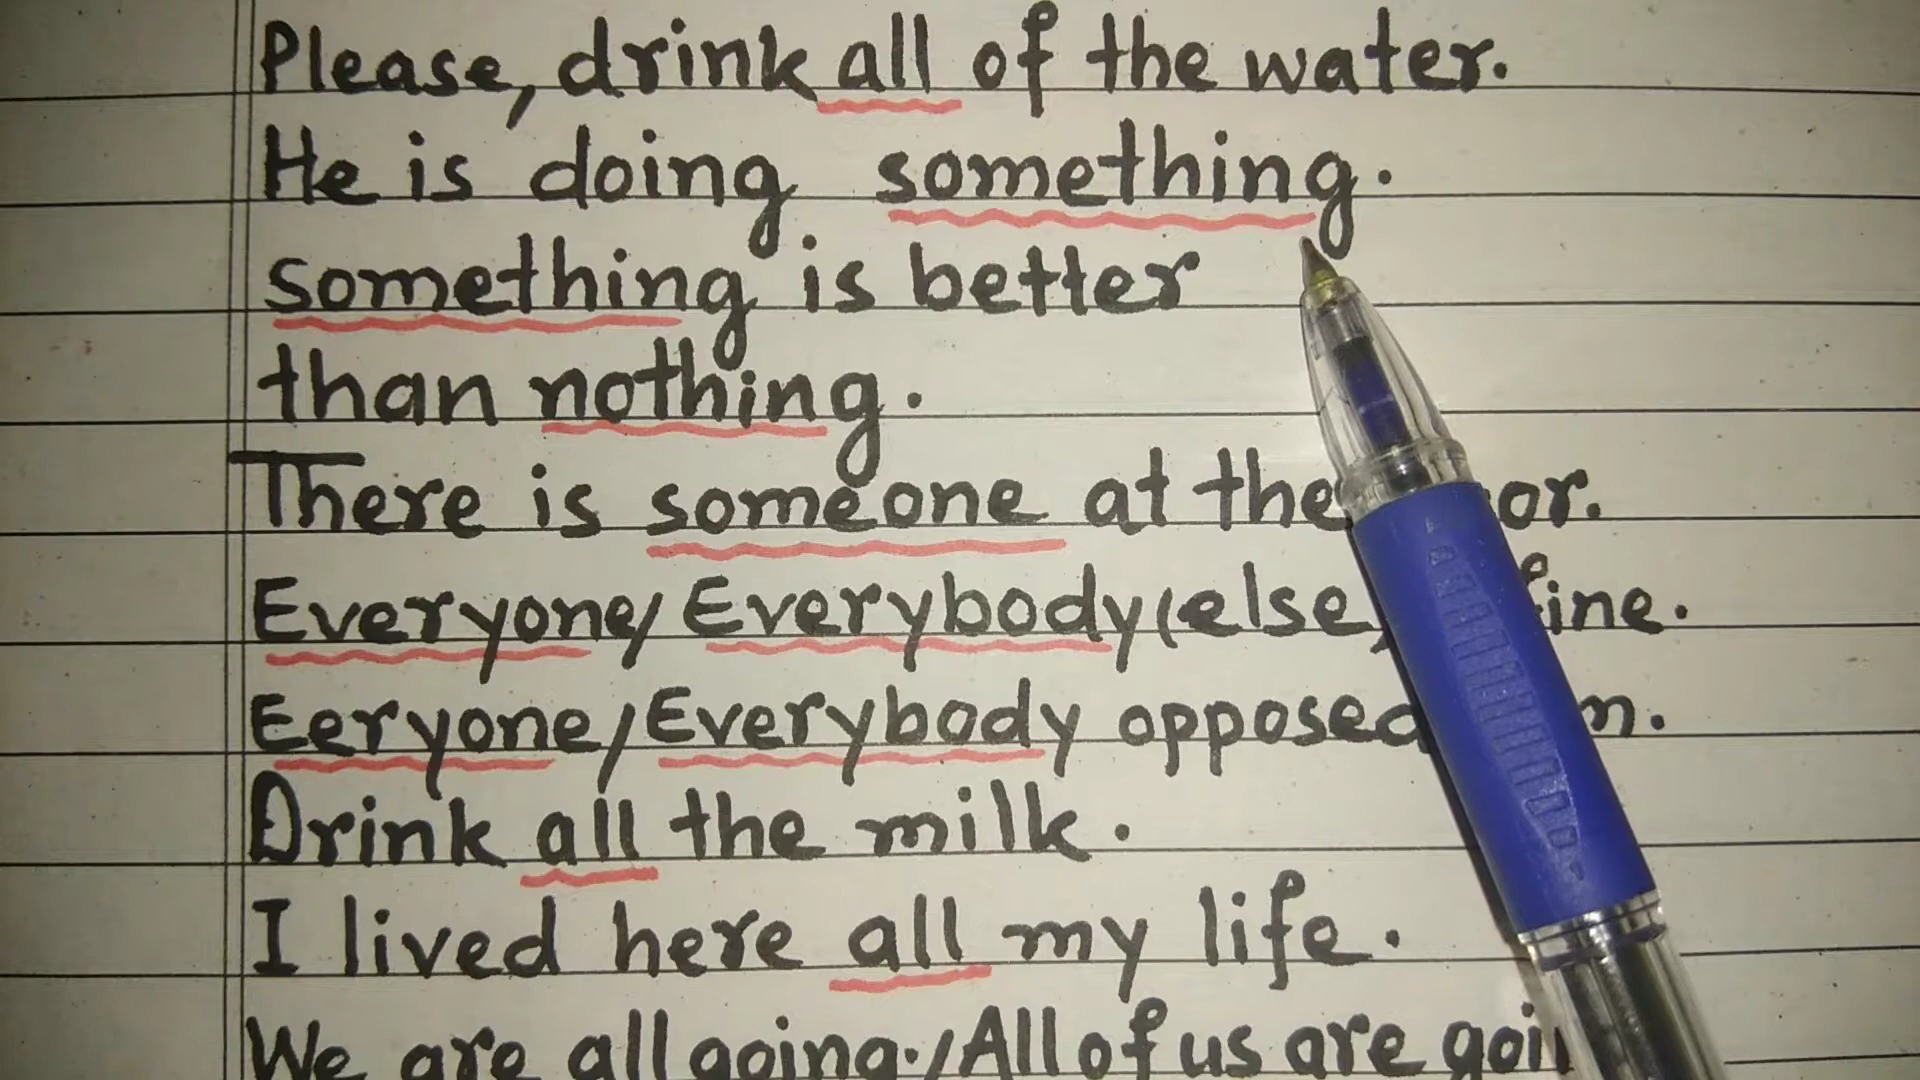 Please, drink all of the water.
He is doing something.
something is better
than nothing.
There is someone at the
Everyone/Everybody(else fine.
Eeryone/Everybody opposed
Drink all the milk.
I lived here all my life.
We are all going./All of us are